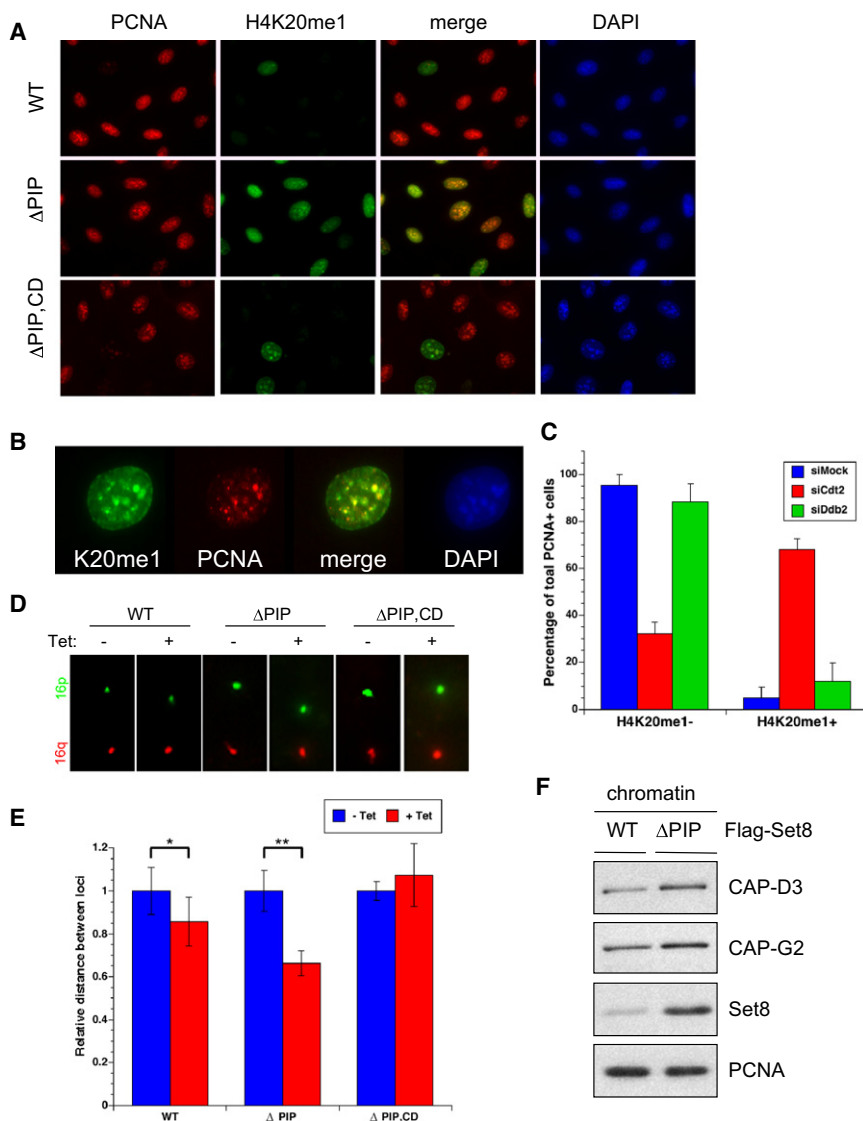 A
PCNA H4K20me1 merge DAPI
WT
ΔPIP
ΔPIP,CD
B
K20me1 PCNA merge DAPI
C
Percentage of toal PCNA+ cells
80
60
40
20
0
siMock
siCdt2
siDdb2
H4K20me1- H4K20me1+
D
WT ΔPIP ΔPIP,CD
Tet: - + - + - +
16p
16q
E
- Tet + Tet
Relative distance between loci
1.2
1
0.8
0.6
0.4
0.2
0
* **
WT Δ PIP Δ PIP,CD
F
chromatin
WT ΔPIP Flag-Set8
CAP-D3
CAP-G2
Set8
PCNA